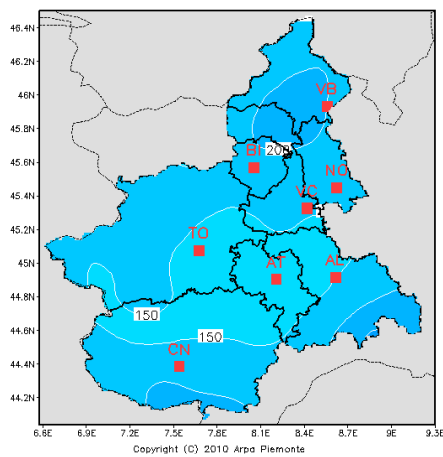 46.4N
46.2N
46N
VB
45.8N
BI 200
45.6N
NO
45.4N
VC
45.2N
TO
45N
AT AL
44.8N
150
150
44.6N
CN
44.4N
44.2N
6.6E 6.9E 7.2E 7.5E 7.8E 8.1E 8.4E 8.7E 9E 9.3E
Copyright (C) 2010 Arpa Piemonte